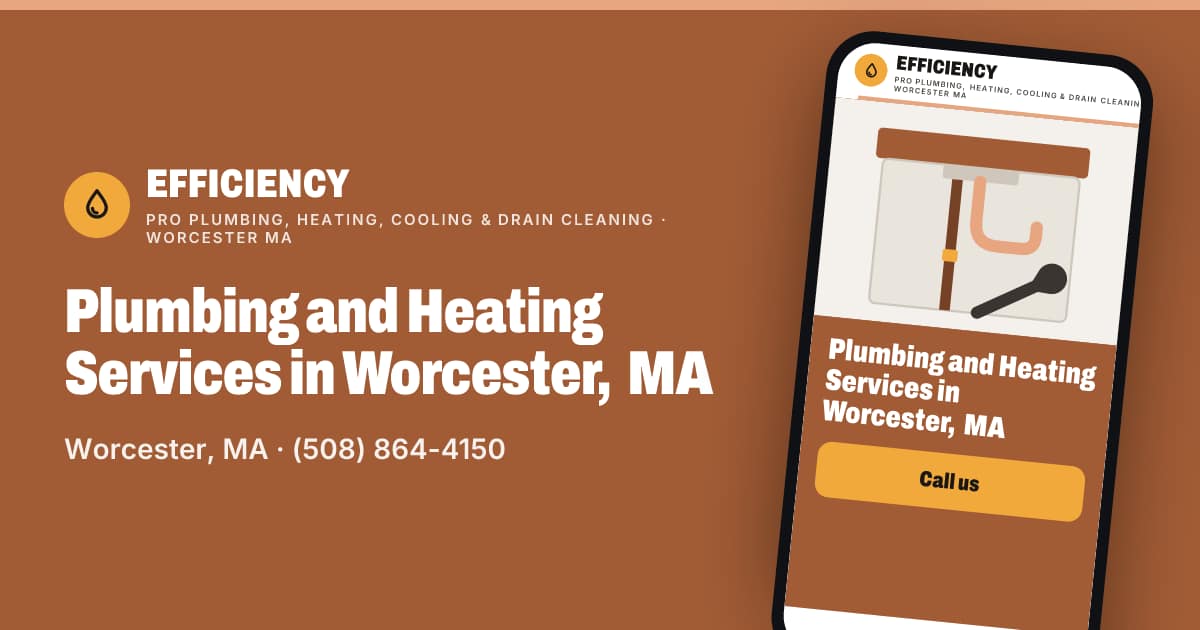 EFFICIENCY
PRO PLUMBING, HEATING, COOLING & DRAIN CLEANING ·
WORCESTER MA
Plumbing and Heating
Services in Worcester, MA
Worcester, MA · (508) 864-4150
EFFICIENCY
PRO PLUMBING, HEATING, COOLING & DRAIN CLEANIN
WORCESTER MA
Plumbing and Heating
Services in
Worcester, MA
Call us